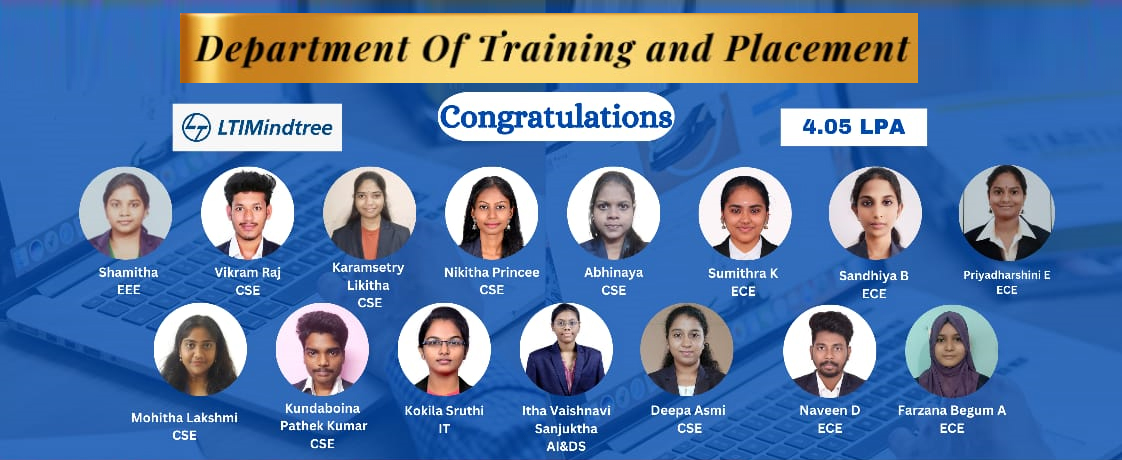 Department Of Training and Placement
Congratulations
LTIMindtree
4.05 LPA
Shamitha
EEE
Vikram Raj
CSE
Karamsetry
Likitha
CSE
Nikitha Princee
CSE
Abhinaya
CSE
Sumithra K
ECE
Sandhiya B
ECE
Priyadharshini E
ECE
Mohitha Lakshmi
CSE
Kundaboina
Pathek Kumar
CSE
Kokila Sruthi
IT
Itha Vaishnavi
Sanjuktha
AI&DS
Deepa Asmi
CSE
Naveen D
ECE
Farzana Begum A
ECE